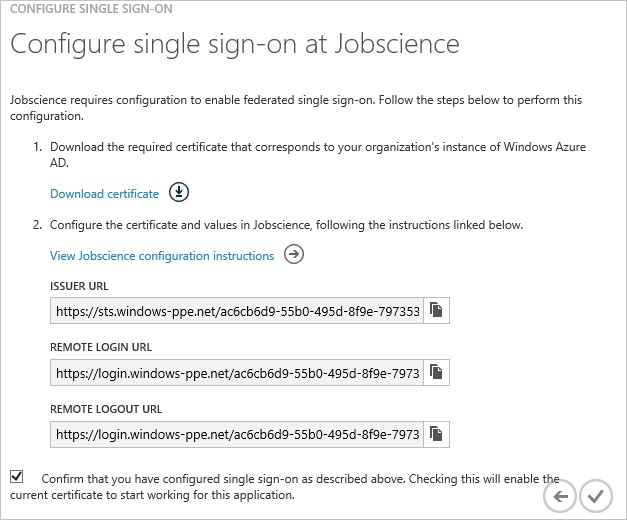 CONFIGURE SINGLE SIGN-ON
Configure single sign-on at Jobscience
Jobscience requires configuration to enable federated single sign-on. Follow the steps below to perform this
configuration.
1. Download the required certificate that corresponds to your organization's instance of Windows Azure
AD.
Download certificate
2. Configure the certificate and values in Jobscience, following the instructions linked below.
View Jobscience configuration instructions
ISSUER URL
https://sts.windows-ppe.net/ac6cb6d9-55b0-495d-8f9e-797353
REMOTE LOGIN URL
https://login.windows-ppe.net/ac6cb6d9-55b0-495d-8f9e-7973
REMOTE LOGOUT URL
https://login.windows-ppe.net/ac6cb6d9-55b0-495d-8f9e-7973
Confirm that you have configured single sign-on as described above. Checking this will enable the
current certificate to start working for this application.